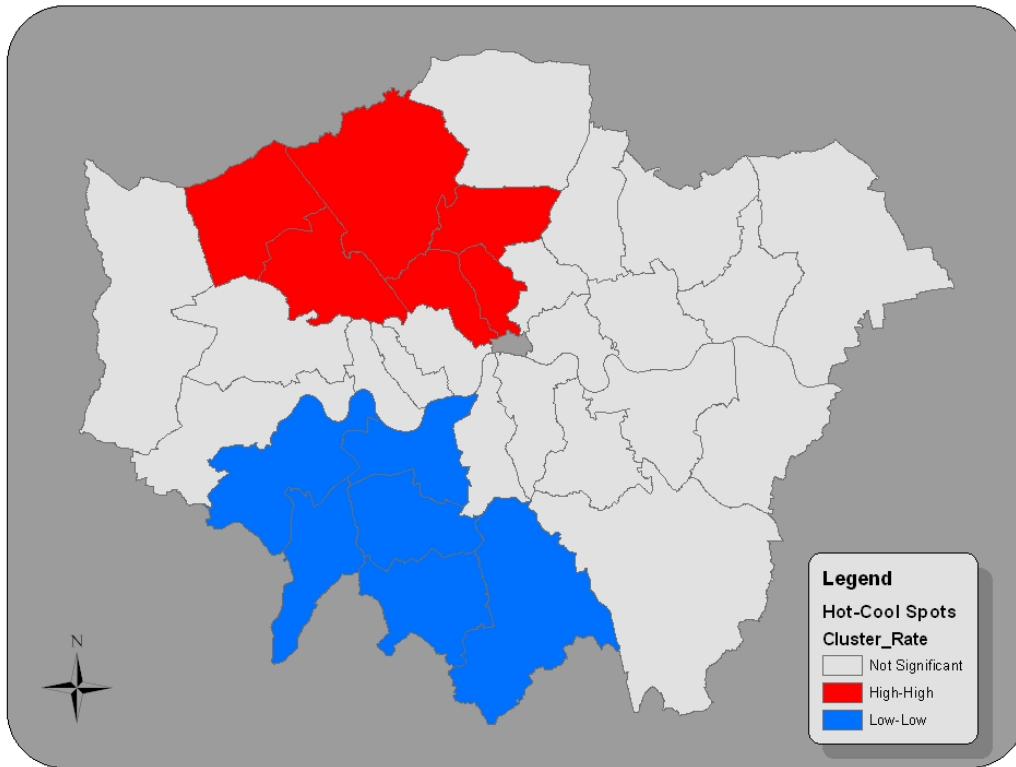 N
Legend
Hot-Cool Spots
Cluster_Rate
Not Significant
High-High
Low-Low